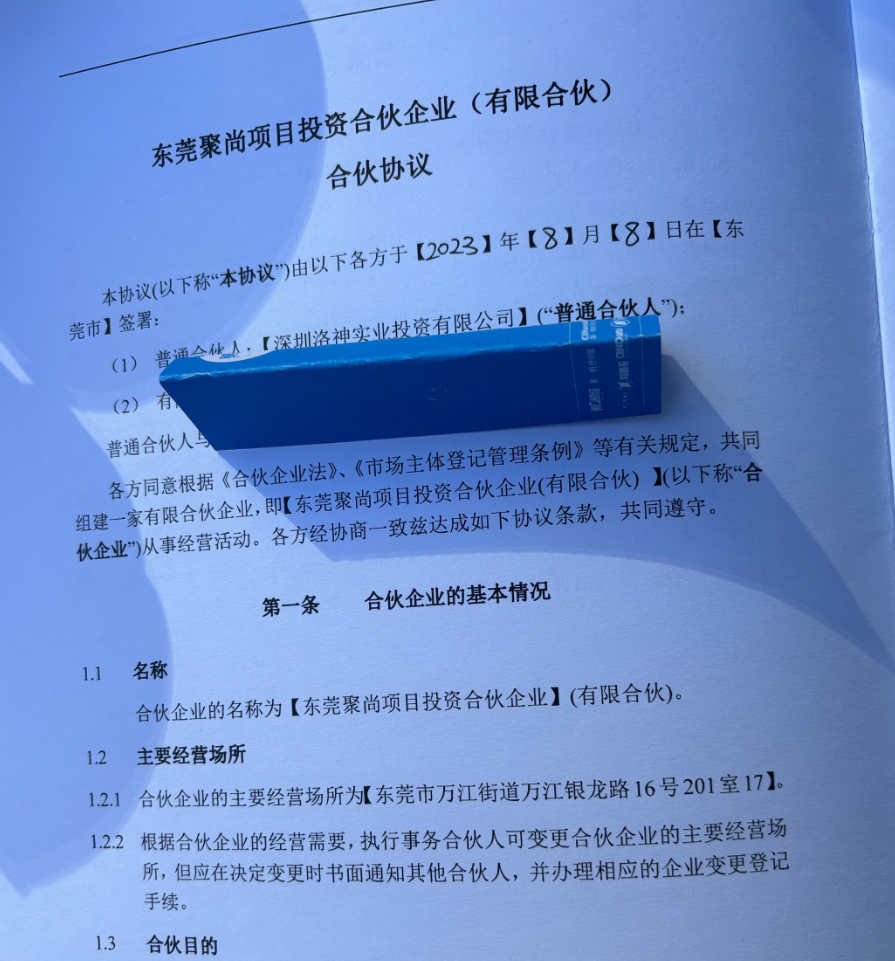 东莞聚尚项目投资合伙企业（有限合伙）
合伙协议
本协议(以下称“本协议”)由以下各方于【2023】年【8】月【8】日在【东
莞市】签署：
（1） 普通合伙人：【深圳洛神实业投资有限公司】(“普通合伙人”)；
（2） 有
普通合伙人与
各方同意根据《合伙企业法》、《市场主体登记管理条例》等有关规定，共同
组建一家有限合伙企业，即【东莞聚尚项目投资合伙企业(有限合伙) 】(以下称“合
伙企业”)从事经营活动。各方经协商一致兹达成如下协议条款，共同遵守。
第一条 合伙企业的基本情况
1.1 名称
合伙企业的名称为【东莞聚尚项目投资合伙企业】(有限合伙)。
1.2 主要经营场所
1.2.1 合伙企业的主要经营场所为【东莞市万江街道万江银龙路16号201室17】。
1.2.2 根据合伙企业的经营需要，执行事务合伙人可变更合伙企业的主要经营场
所，但应在决定变更时书面通知其他合伙人，并办理相应的企业变更登记
手续。
1.3 合伙目的